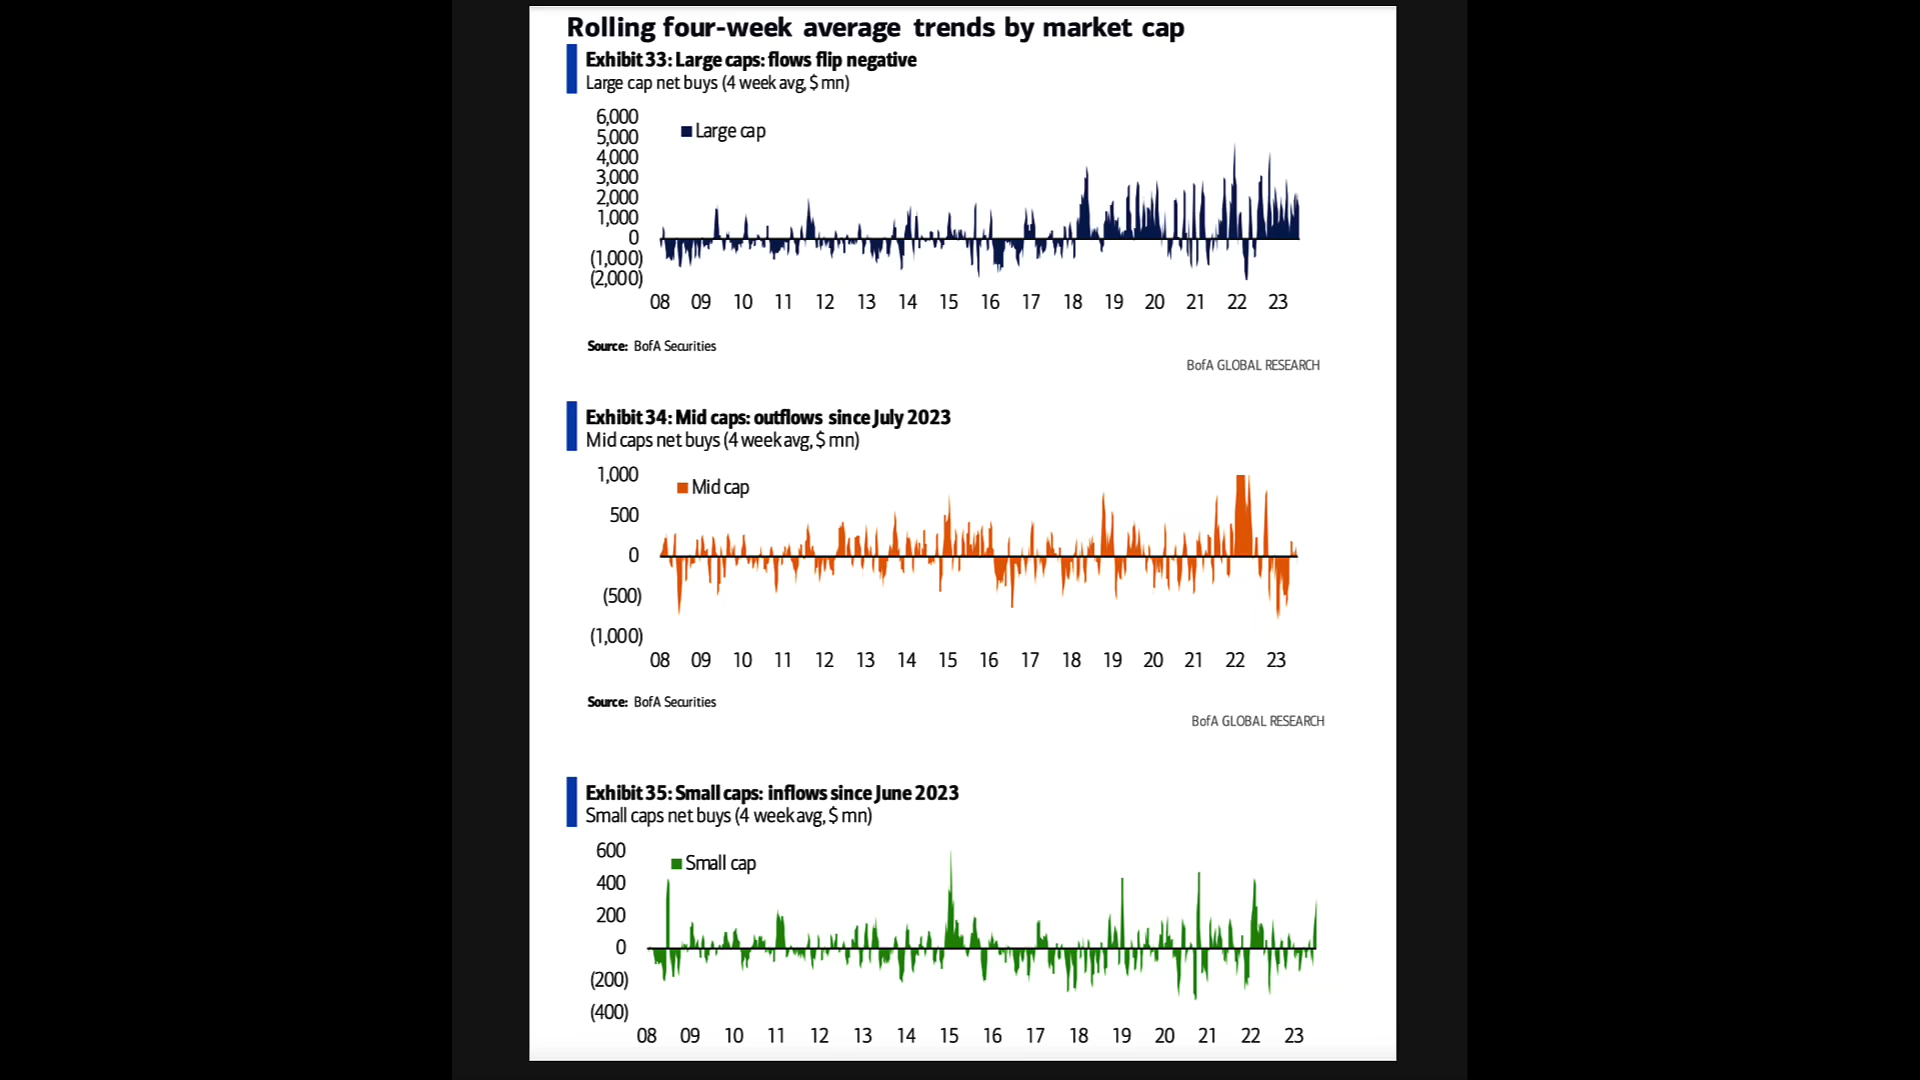 Rolling four-week average trends by market cap
Exhibit 33: Large caps: flows flip negative
Large cap net buys (4 week avg, $ mn)
6,000
5,000
4,000
3,000
2,000
1,000
0
(1,000)
(2,000)
Large cap
08 09 10 11 12 13 14 15 16 17 18 19 20 21 22 23
Source: BofA Securities
BofA GLOBAL RESEARCH
Exhibit 34: Mid caps: outflows since July 2023
Mid caps net buys (4 week avg, $ mn)
1,000
500
0
(500)
(1,000)
Mid cap
08 09 10 11 12 13 14 15 16 17 18 19 20 21 22 23
Source: BofA Securities
BofA GLOBAL RESEARCH
Exhibit 35: Small caps: inflows since June 2023
Small caps net buys (4 week avg, $ mn)
600
400
200
0
(200)
(400)
Small cap
08 09 10 11 12 13 14 15 16 17 18 19 20 21 22 23